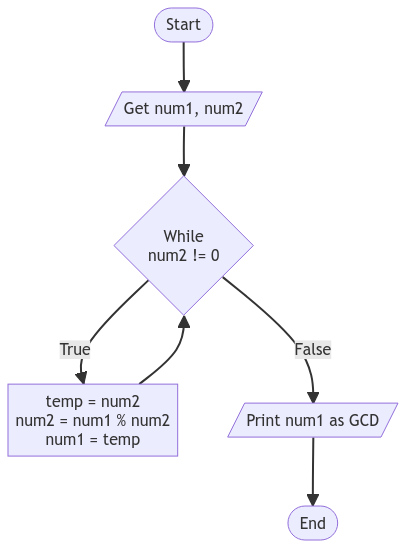 Start
Get num1, num2
While
num2 != 0
True
False
temp = num2
num2 = num1 % num2
num1 = temp
Print num1 as GCD
End